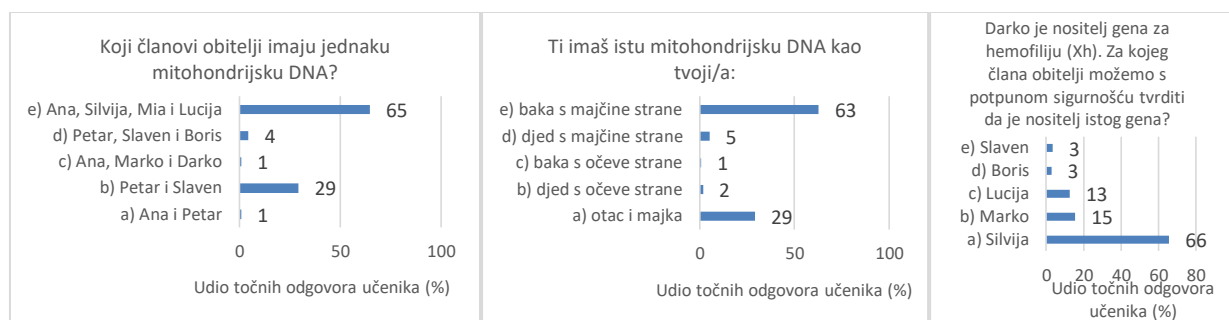 Koji članovi obitelji imaju jednaku
mitohondrijsku DNA?
e) Ana, Silvija, Mia i Lucija 65
d) Petar, Slaven i Boris 4
c) Ana, Marko i Darko 1
b) Petar i Slaven 29
a) Ana i Petar 1
0 50 100
Udio točnih odgovora učenika (%)
Ti imaš istu mitohondrijsku DNA kao
tvoji/a:
e) baka s majčine strane 63
d) djed s majčine strane 5
c) baka s očeve strane 1
b) djed s očeve strane 2
a) otac i majka 29
0 50 100
Udio točnih odgovora učenika (%)
Darko je nositelj gena za
hemofiliju (Xh). Za kojeg
člana obitelji možemo s
potpunom sigurnošću tvrditi
da je nositelj istog gena?
e) Slaven 3
d) Boris 3
c) Lucija 13
b) Marko 15
a) Silvija 66
0 20 40 60 80
Udio točnih odgovora
učenika (%)